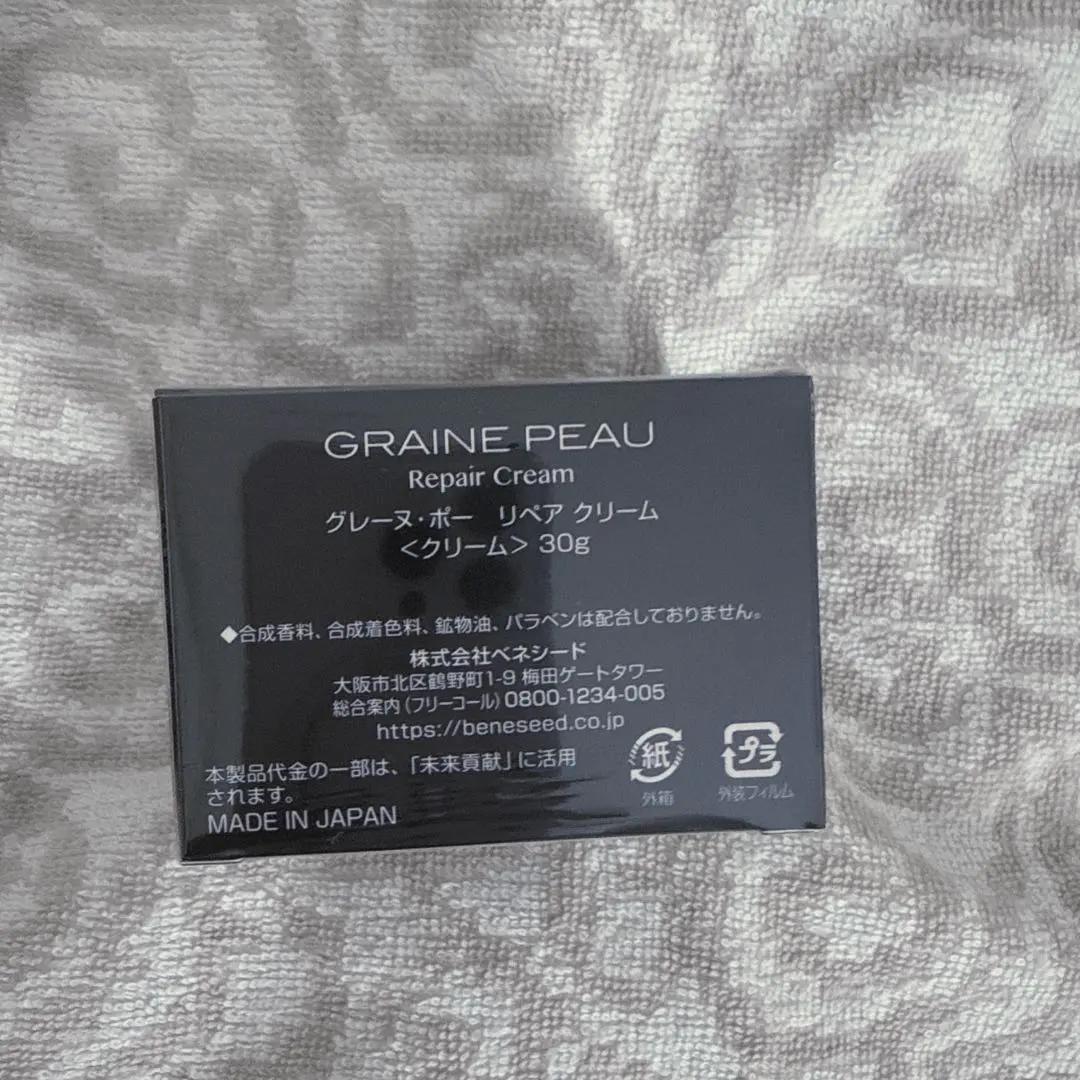 GRAINE PEAU
Repair Cream
グレーヌ・ポー　リペア クリーム
＜クリーム＞ 30g
◆合成香料、合成着色料、鉱物油、パラベンは配合しておりません。
株式会社ベネシード
大阪市北区鶴野町1-9 梅田ゲートタワー
総合案内（フリーコール）0800-1234-005
https://beneseed.co.jp
本製品代金の一部は、「未来貢献」に活用
されます。
MADE IN JAPAN
紙
外箱
プラ
外装フィルム